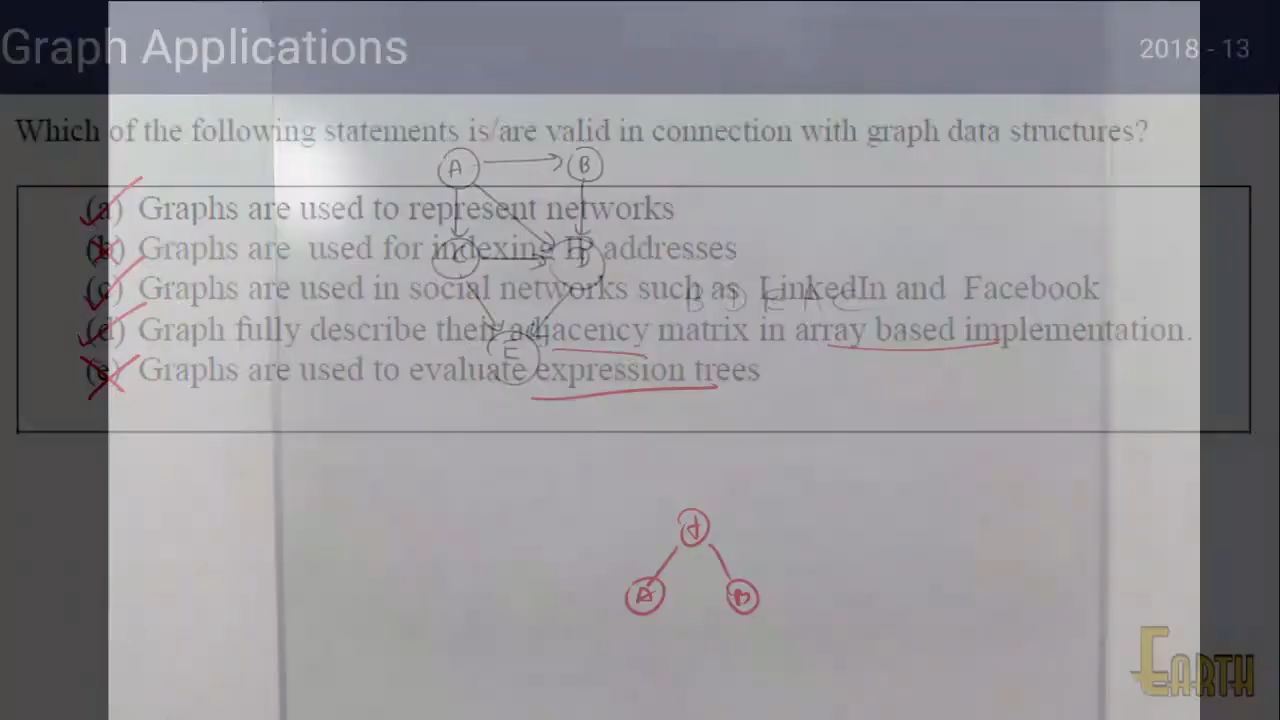 Graph Applications
2018 - 13
Which of the following statements is/are valid in connection with graph data structures?
A B
(a) Graphs are used to represent networks
(b) Graphs are used for indexing IP addresses
C D
(c) Graphs are used in social networks such as LinkedIn and Facebook
B D E A C
(d) Graph fully describe their adjacency matrix in array based implementation.
E
(e) Graphs are used to evaluate expression trees
+
A B
EARTH